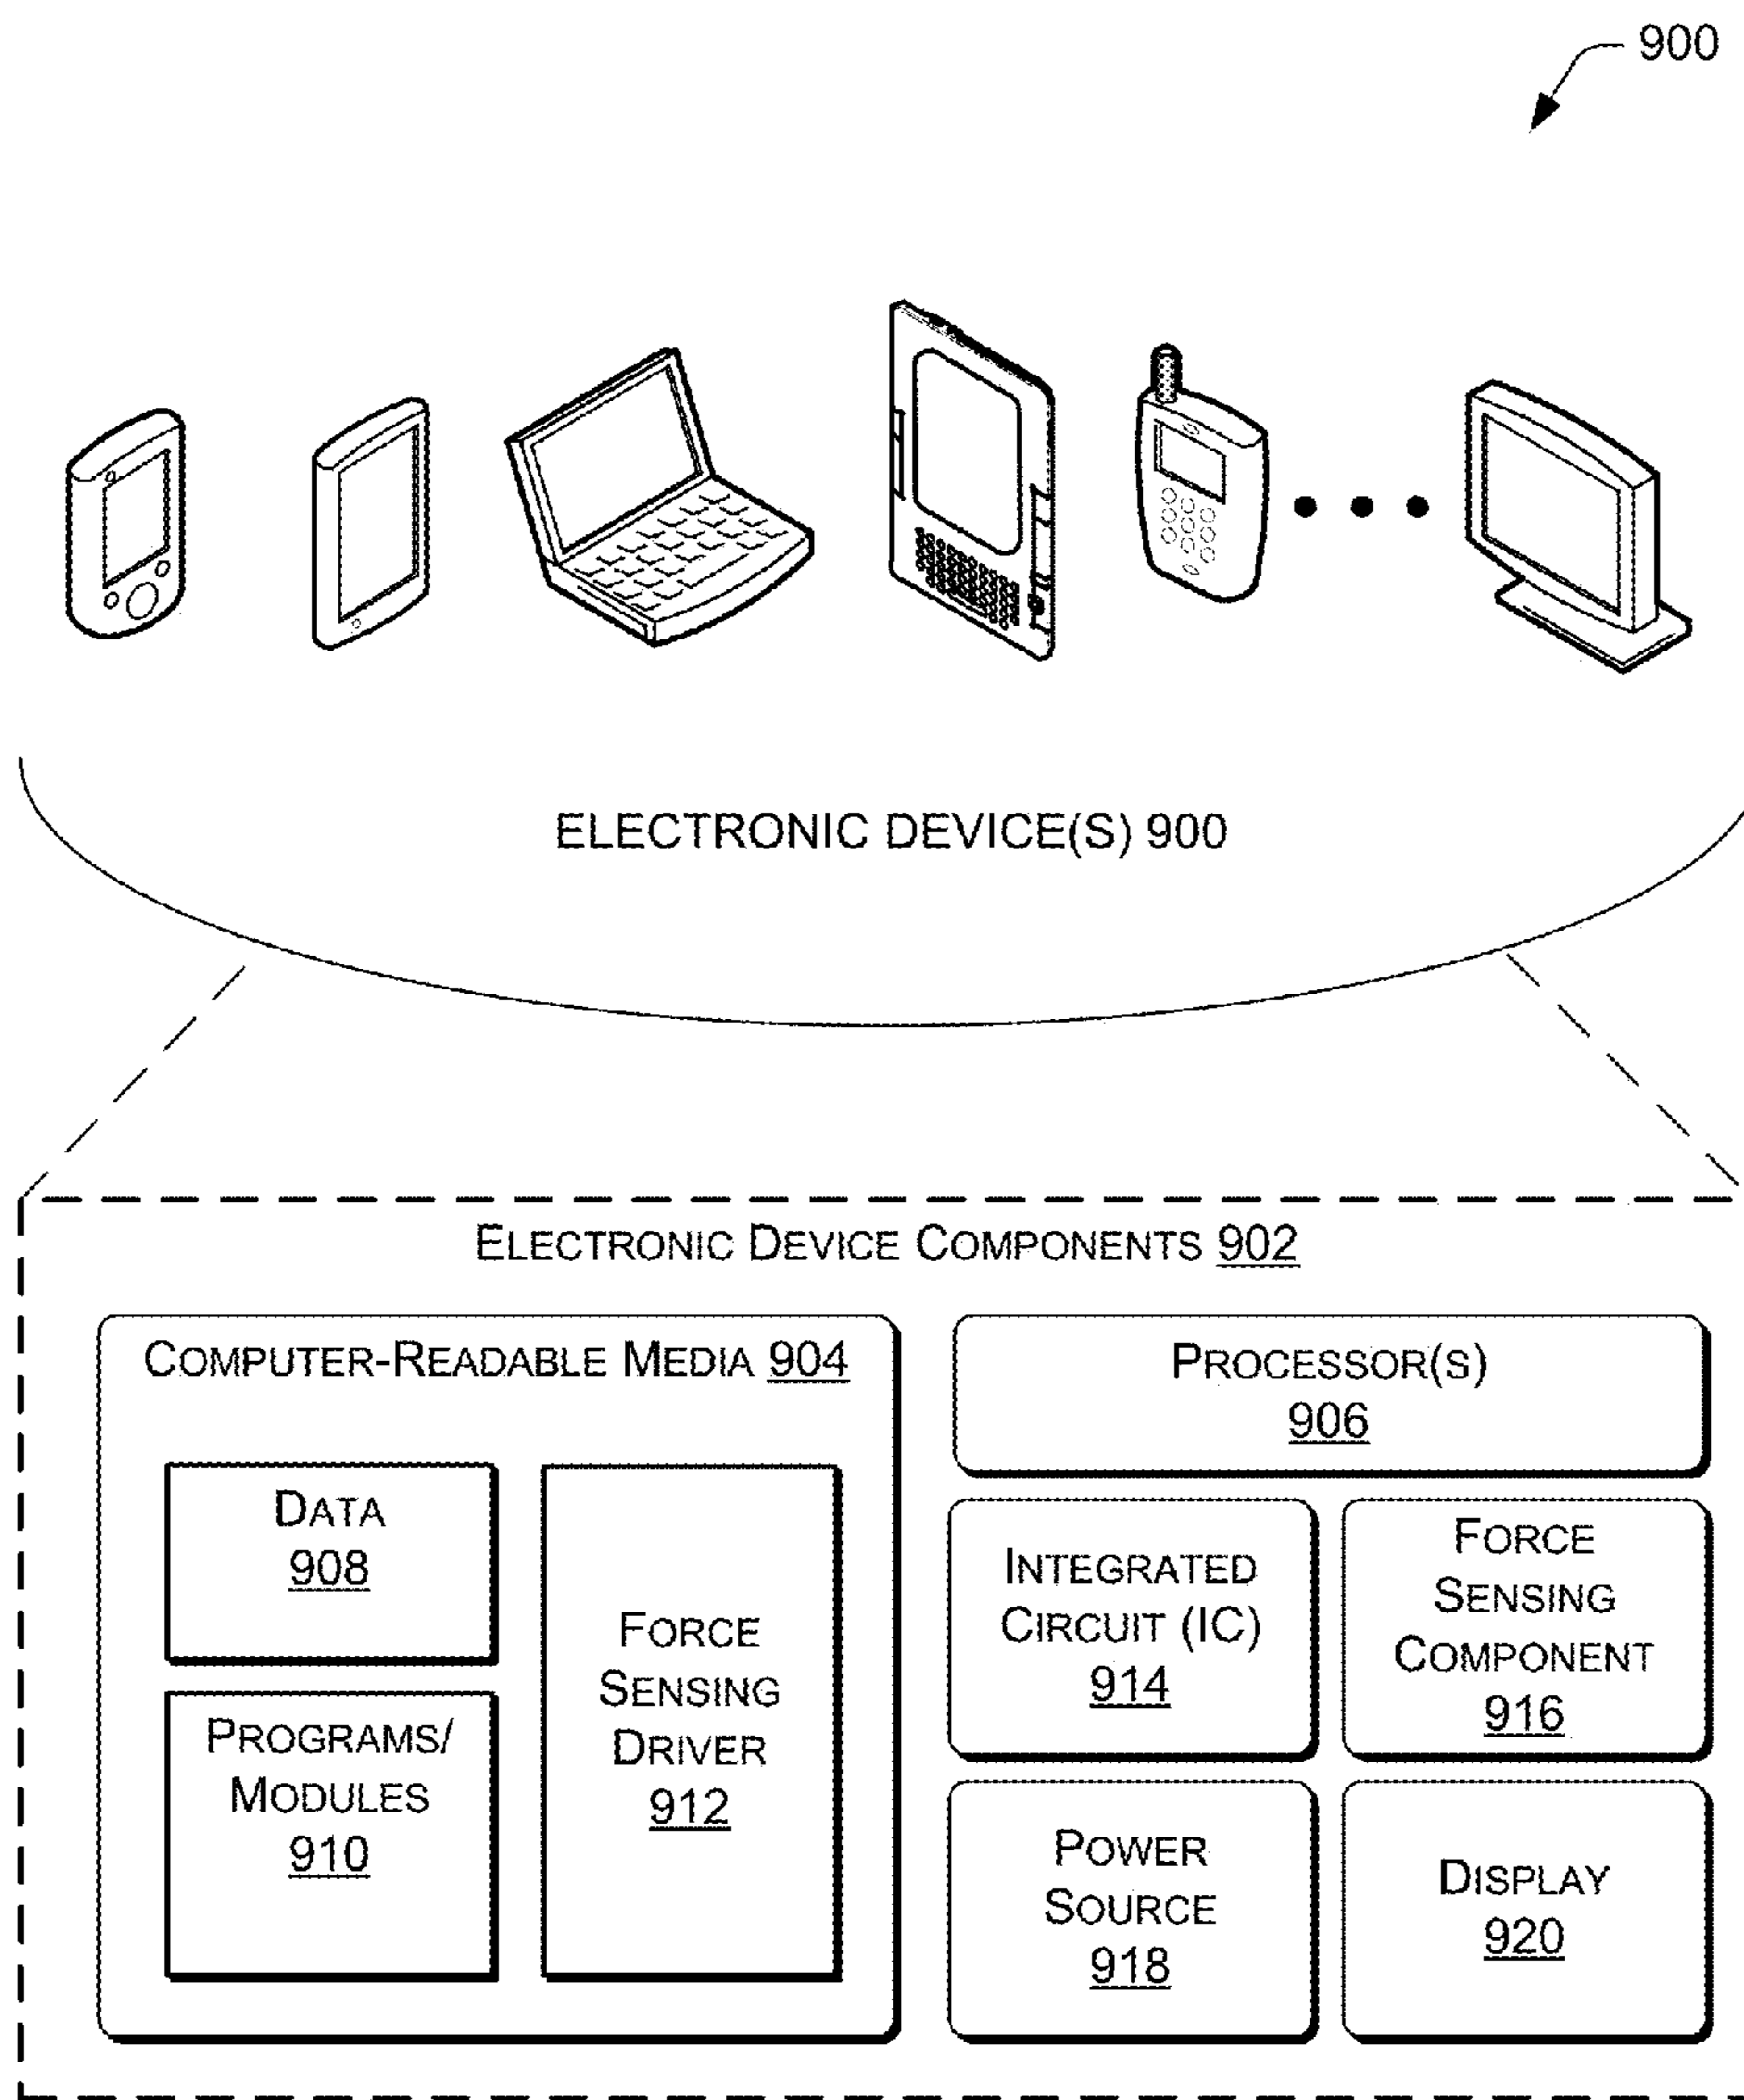 900
ELECTRONIC DEVICE(S) 900
ELECTRONIC DEVICE COMPONENTS 902
COMPUTER-READABLE MEDIA 904
DATA
908
PROGRAMS/
MODULES
910
FORCE
SENSING
DRIVER
912
PROCESSOR(S)
906
INTEGRATED
CIRCUIT (IC)
914
FORCE
SENSING
COMPONENT
916
POWER
SOURCE
918
DISPLAY
920